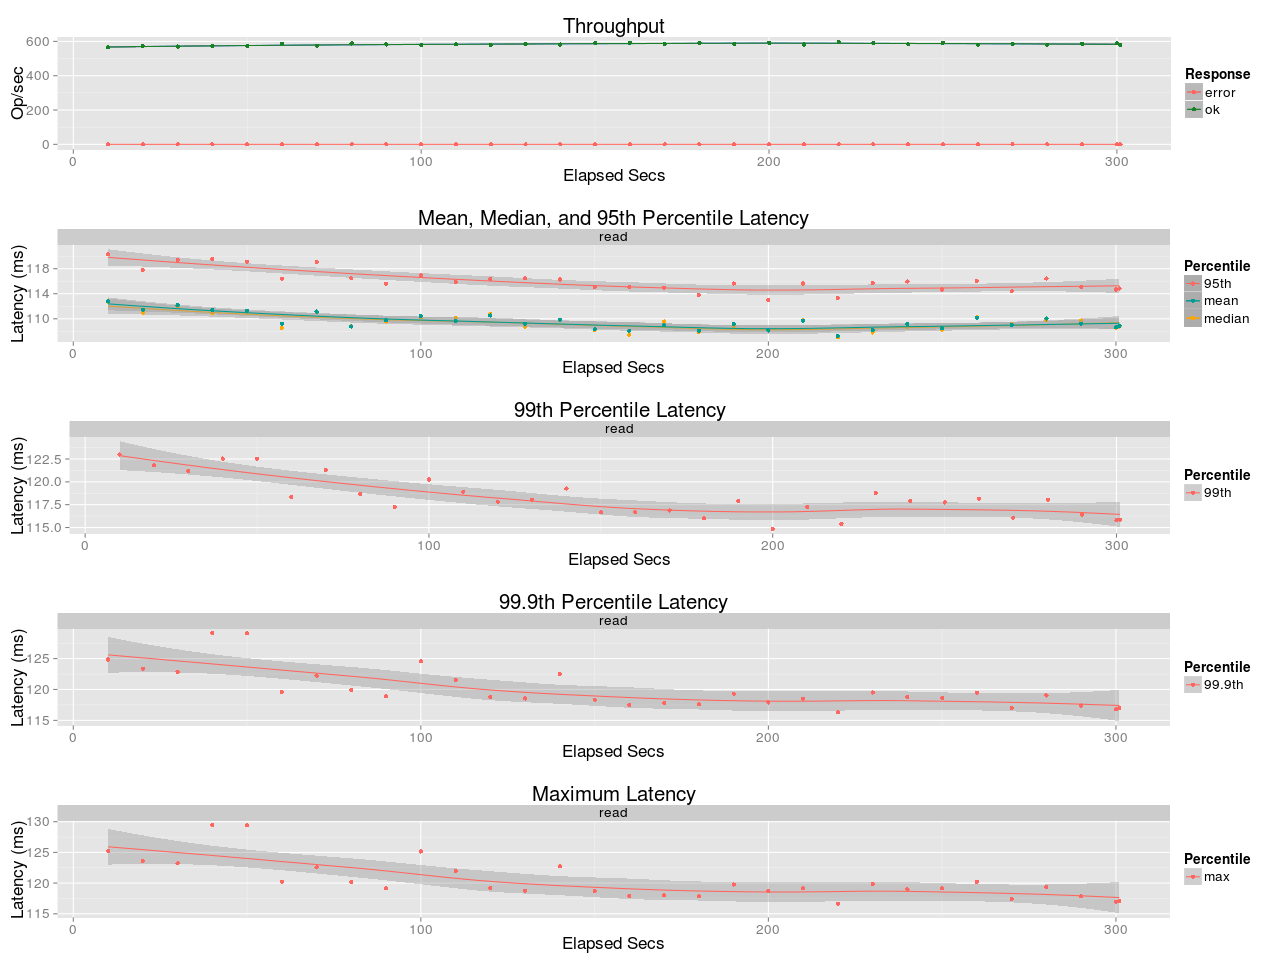 Throughput
600
400
200
0
Op/sec
0 100 200 300
Elapsed Secs
Response
error
ok
Mean, Median, and 95th Percentile Latency
read
118
114
110
Latency (ms)
0 100 200 300
Elapsed Secs
Percentile
95th
mean
median
99th Percentile Latency
read
122.5
120.0
117.5
115.0
Latency (ms)
0 100 200 300
Elapsed Secs
Percentile
99th
99.9th Percentile Latency
read
125
120
115
Latency (ms)
0 100 200 300
Elapsed Secs
Percentile
99.9th
Maximum Latency
read
130
125
120
115
Latency (ms)
0 100 200 300
Elapsed Secs
Percentile
max